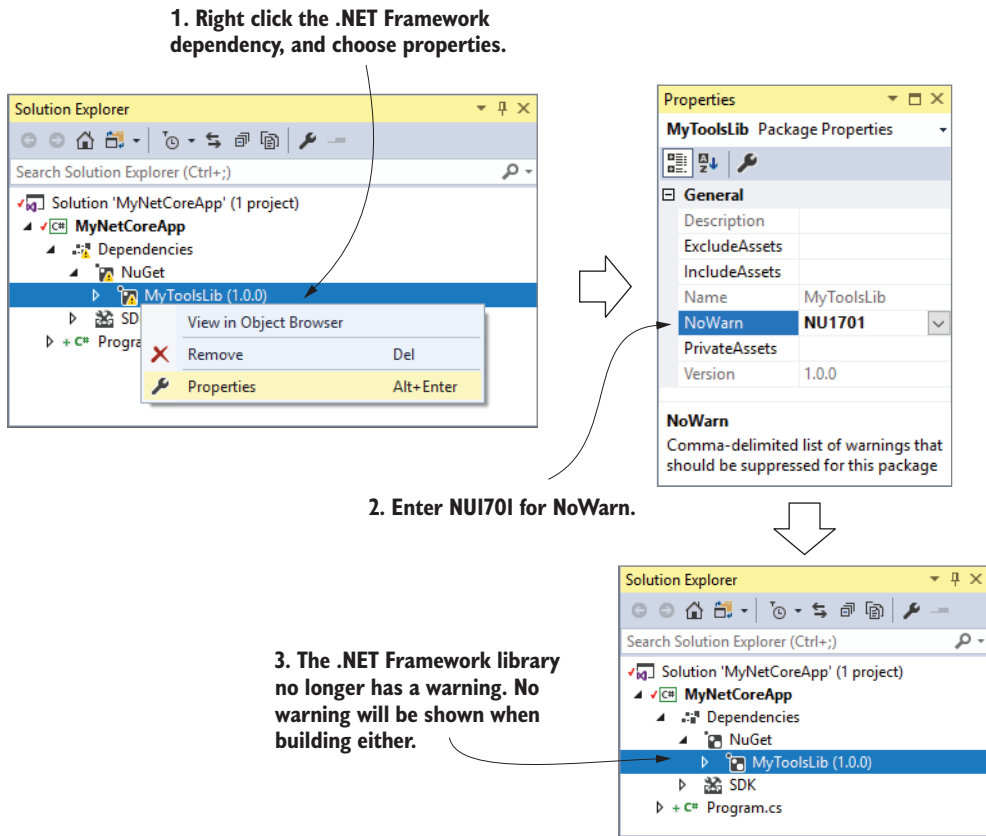 1. Right click the .NET Framework
dependency, and choose properties.
Solution Explorer
Search Solution Explorer (Ctrl+;)
Solution 'MyNetCoreApp' (1 project)
C# MyNetCoreApp
Dependencies
NuGet
MyToolsLib (1.0.0)
SD
+ C# Progra
View in Object Browser
Remove Del
Properties Alt+Enter
Properties
MyToolsLib Package Properties
General
Description
ExcludeAssets
IncludeAssets
Name MyToolsLib
NoWarn NU1701
PrivateAssets
Version 1.0.0
NoWarn
Comma-delimited list of warnings that
should be suppressed for this package
2. Enter NU1701 for NoWarn.
Solution Explorer
Search Solution Explorer (Ctrl+;)
Solution 'MyNetCoreApp' (1 project)
C# MyNetCoreApp
Dependencies
NuGet
MyToolsLib (1.0.0)
SDK
+ C# Program.cs
3. The .NET Framework library
no longer has a warning. No
warning will be shown when
building either.